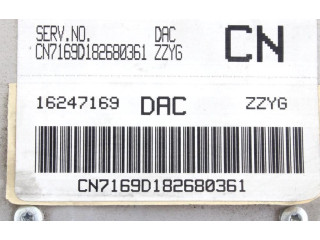 SERV.NO. DAC
CN7169D182680361 ZZYG CN
16247169 DAC ZZYG
CN7169D182680361